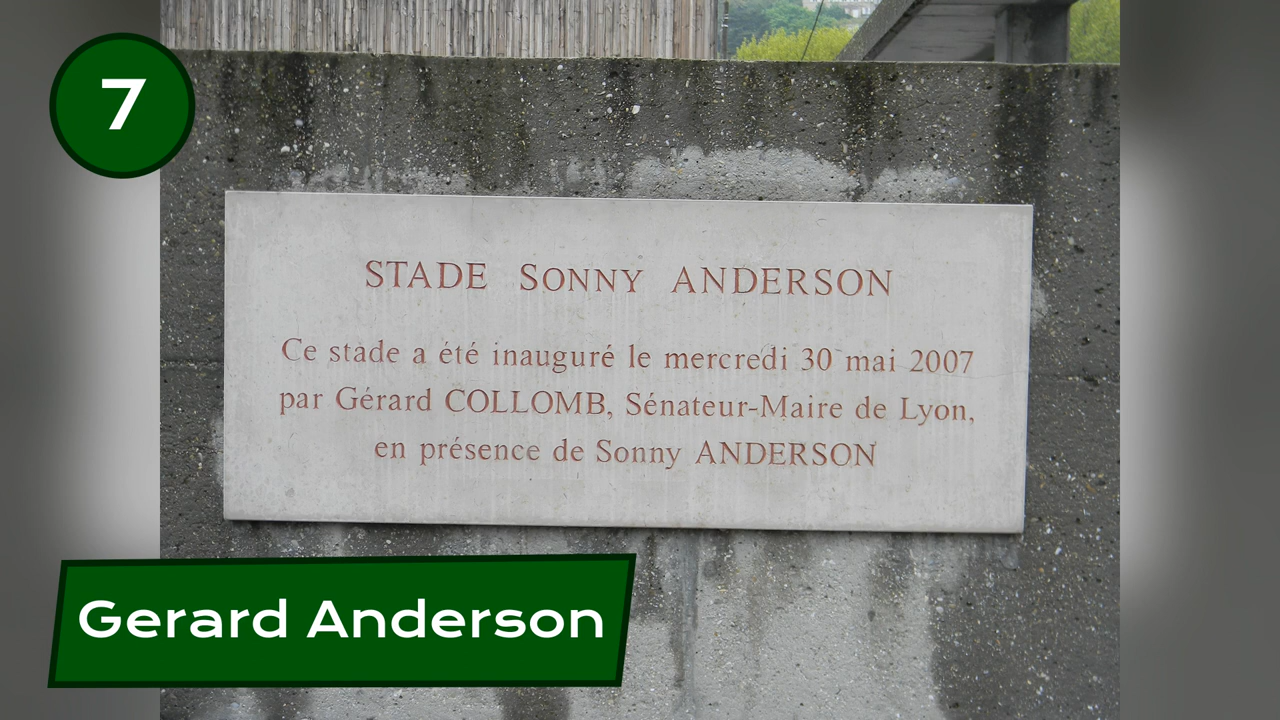 7
STADE SONNY ANDERSON
Ce stade a été inauguré le mercredi 30 mai 2007
par Gérard COLLOMB, Sénateur-Maire de Lyon,
en présence de Sonny ANDERSON
Gerard Anderson